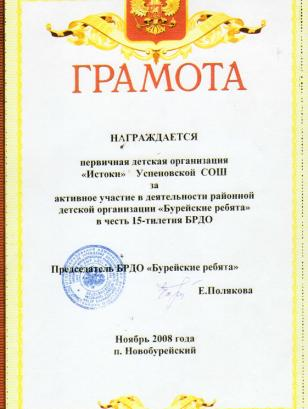 ГРАМОТА
НАГРАЖДАЕТСЯ
первичная детская организация
«Истоки» Успеновской СОШ
за
активное участие в деятельности районной
детской организации «Бурейские ребята»
в честь 15-тилетия БРДО
Председатель БРДО «Бурейские ребята»
Е.Полякова
Ноябрь 2008 года
п. Новобурейский